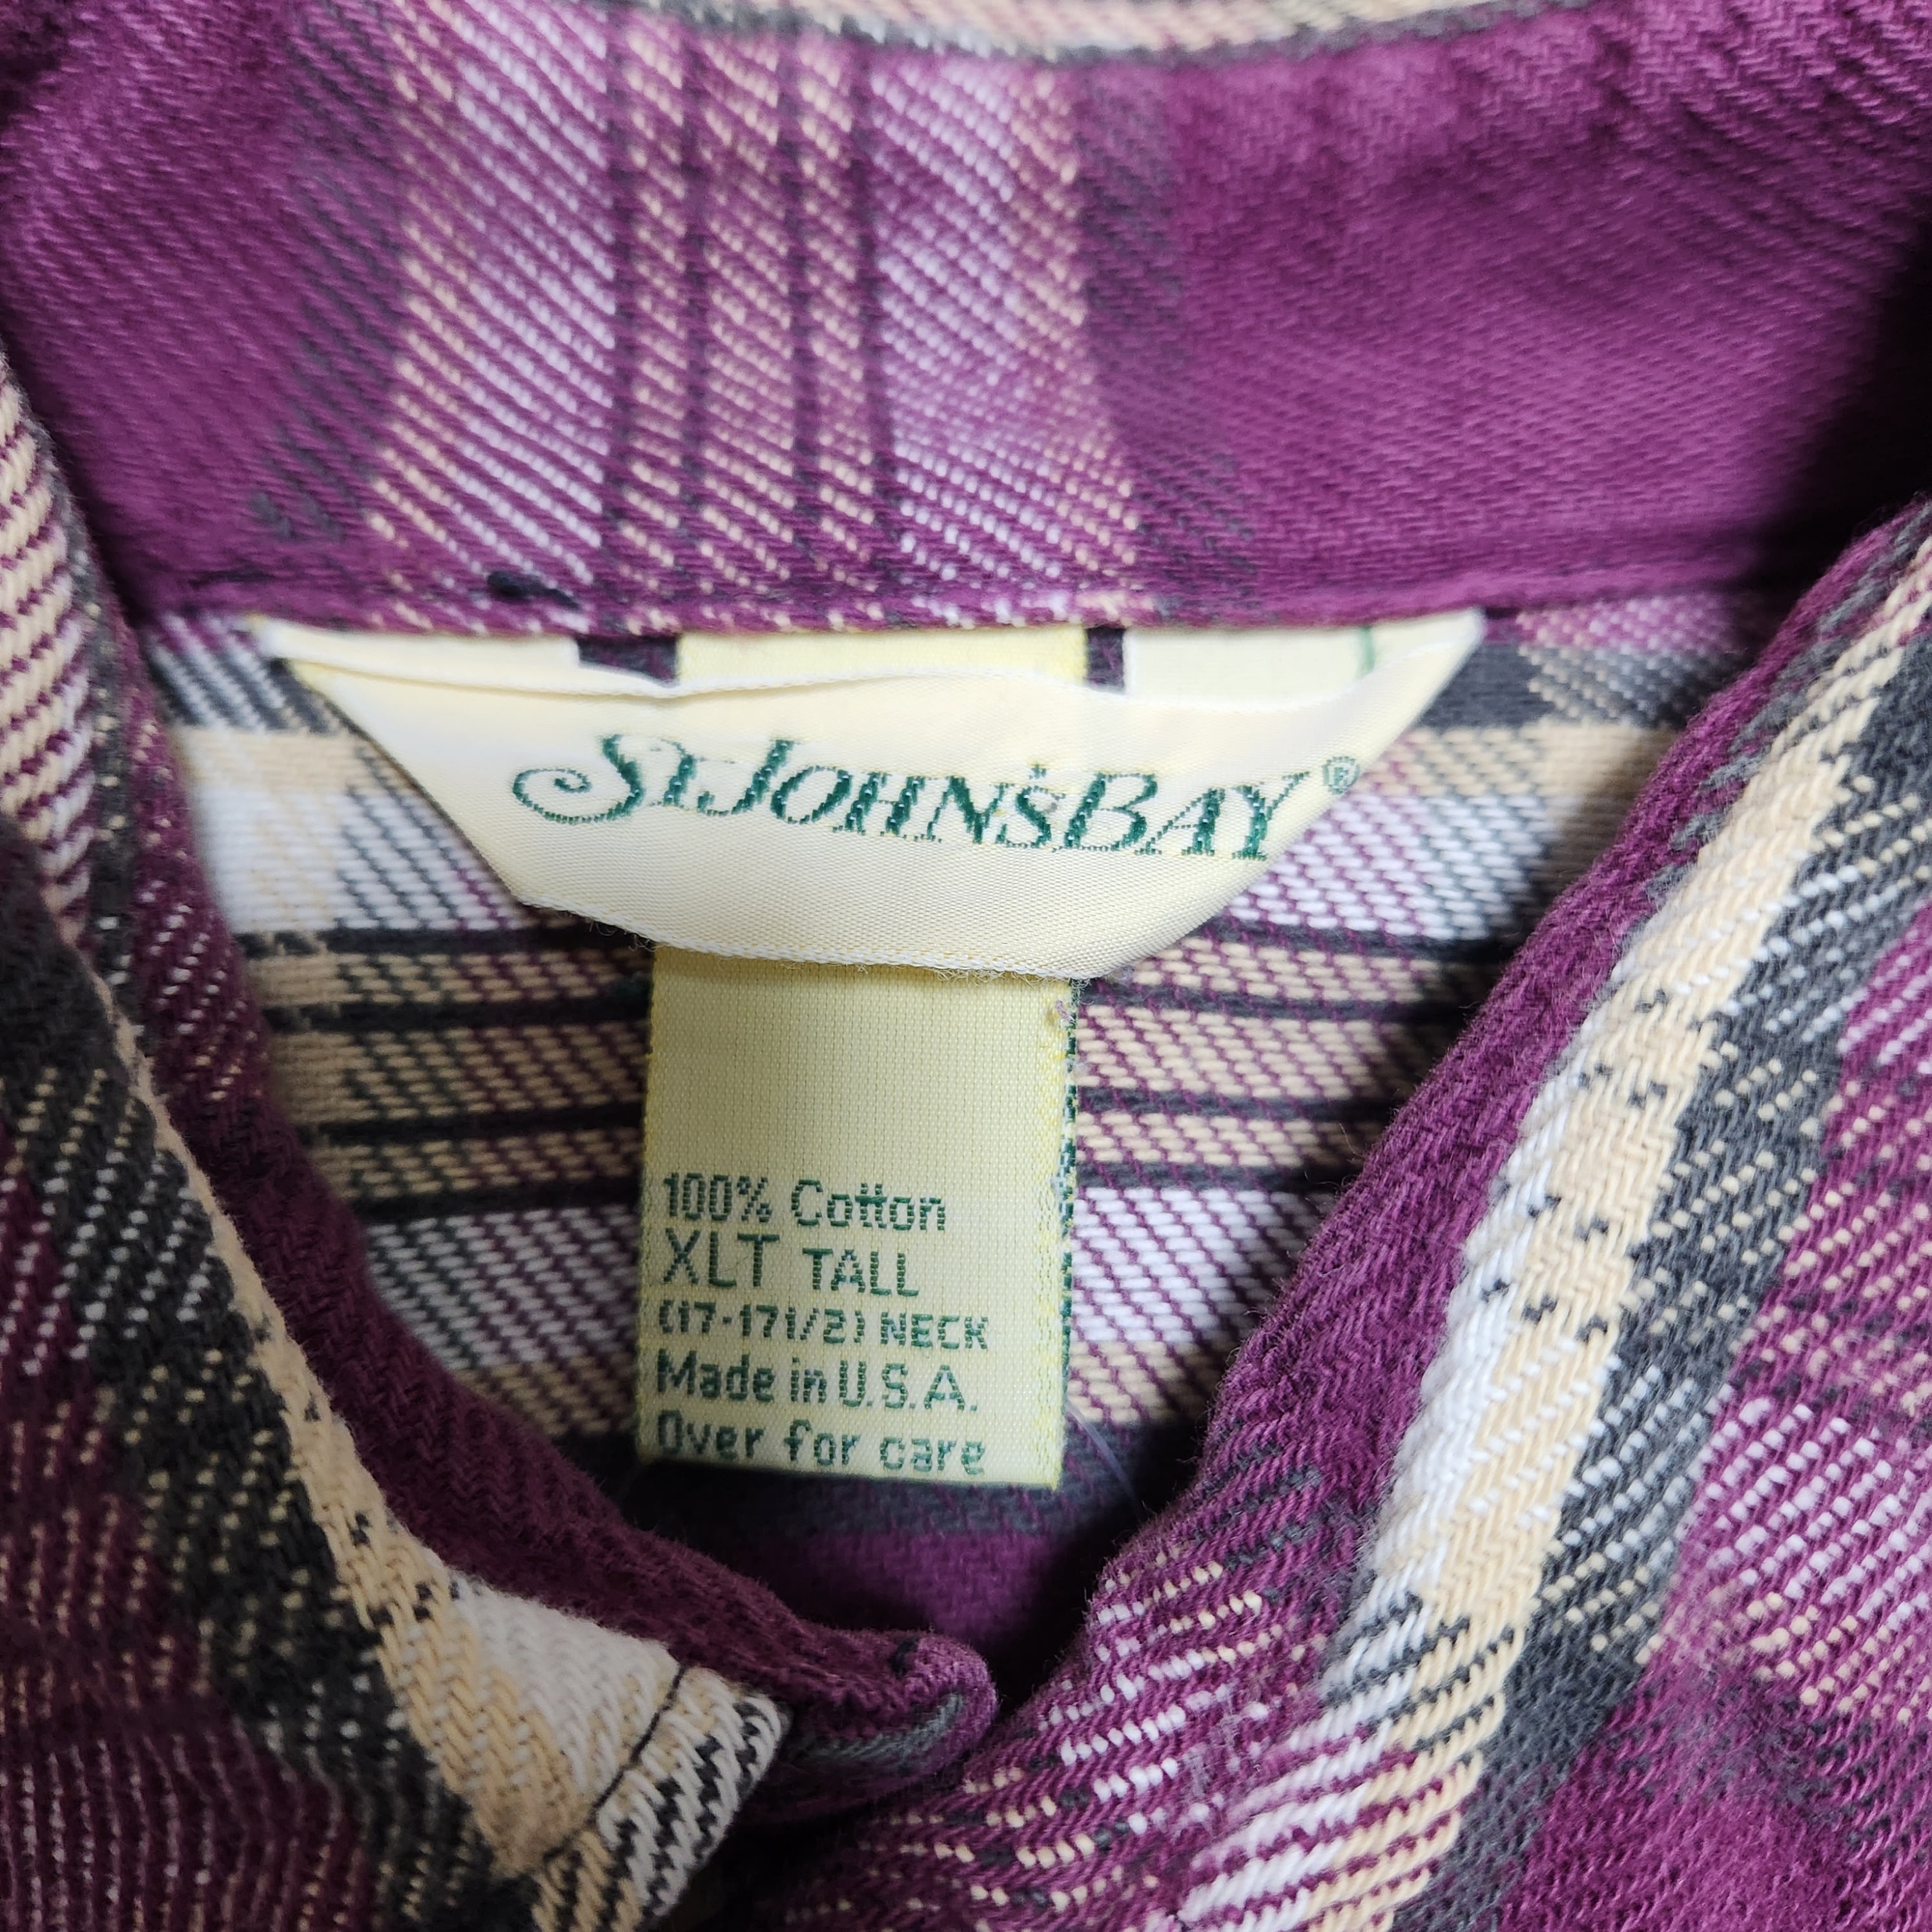 St. John's Bay®
100% Cotton
XLT TALL
(17-17 1/2) NECK
Made in U.S.A.
Over for care